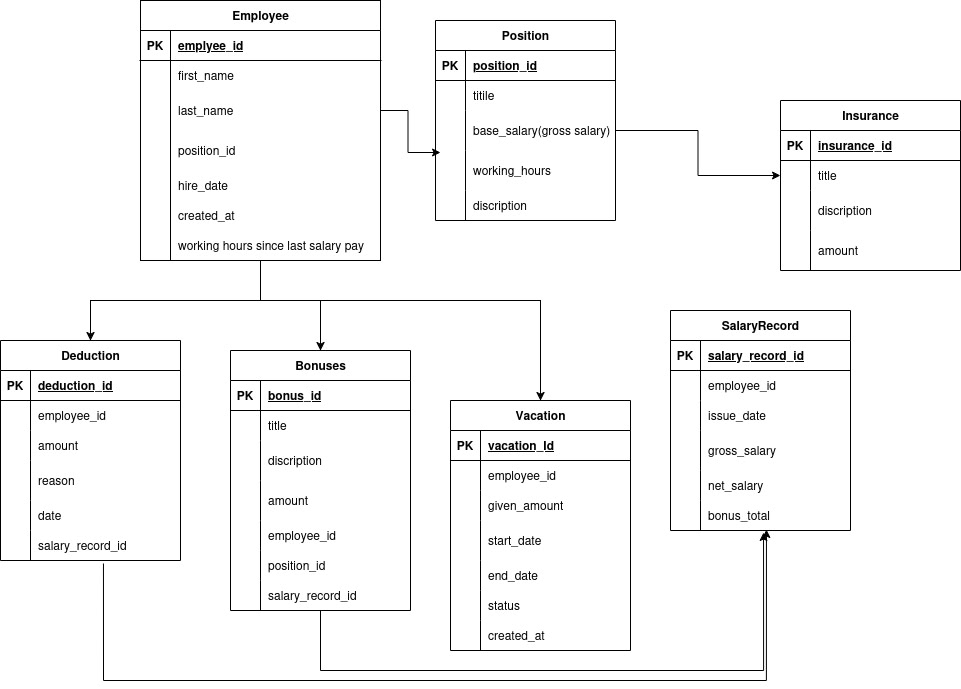 Employee
PK emplyee_id
first_name
last_name
position_id
hire_date
created_at
working hours since last salary pay
Position
PK position_id
titile
base_salary(gross salary)
working_hours
discription
Insurance
PK insurance_id
title
discription
amount
Deduction
PK deduction_id
employee_id
amount
reason
date
salary_record_id
Bonuses
PK bonus_id
title
discription
amount
employee_id
position_id
salary_record_id
Vacation
PK vacation_Id
employee_id
given_amount
start_date
end_date
status
created_at
SalaryRecord
PK salary_record_id
employee_id
issue_date
gross_salary
net_salary
bonus_total